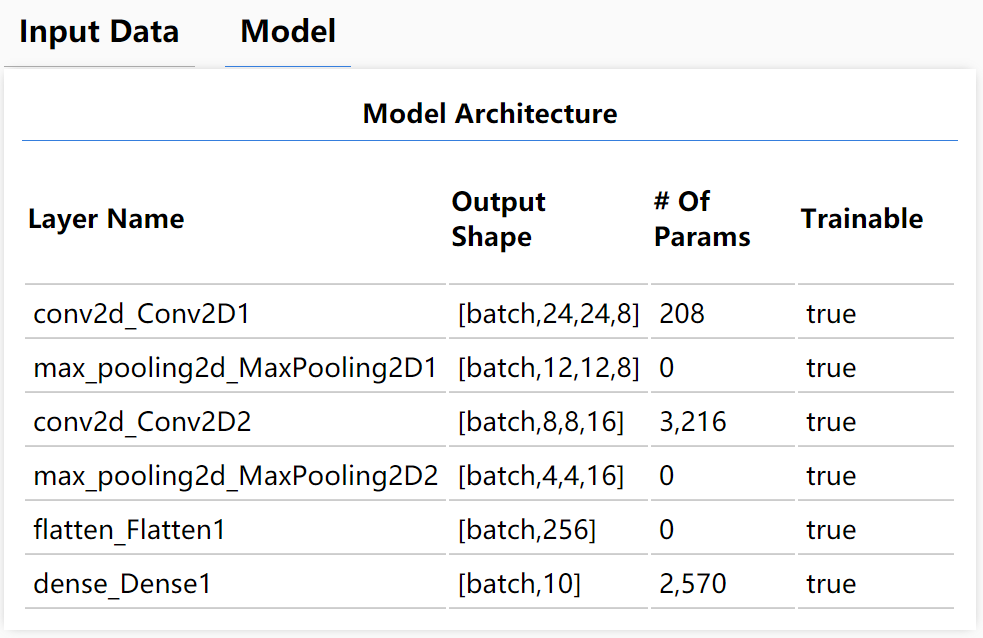 Input Data Model
Model Architecture
Layer Name Output Shape # Of Params Trainable
conv2d_Conv2D1 [batch,24,24,8] 208 true
max_pooling2d_MaxPooling2D1 [batch,12,12,8] 0 true
conv2d_Conv2D2 [batch,8,8,16] 3,216 true
max_pooling2d_MaxPooling2D2 [batch,4,4,16] 0 true
flatten_Flatten1 [batch,256] 0 true
dense_Dense1 [batch,10] 2,570 true